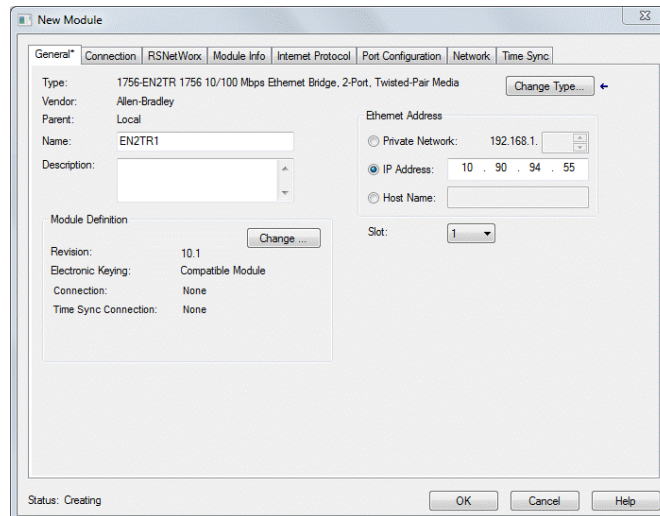 New Module
General* Connection RSNetWorx Module Info Internet Protocol Port Configuration Network Time Sync
Type: 1756-EN2TR 1756 10/100 Mbps Ethernet Bridge, 2-Port, Twisted-Pair Media
Change Type...
Vendor: Allen-Bradley
Parent: Local
Name: EN2TR1
Description:
Ethernet Address
Private Network: 192.168.1.
IP Address: 10 . 90 . 94 . 55
Host Name:
Slot: 1
Module Definition
Change ...
Revision: 10.1
Electronic Keying: Compatible Module
Connection: None
Time Sync Connection: None
Status: Creating
OK Cancel Help